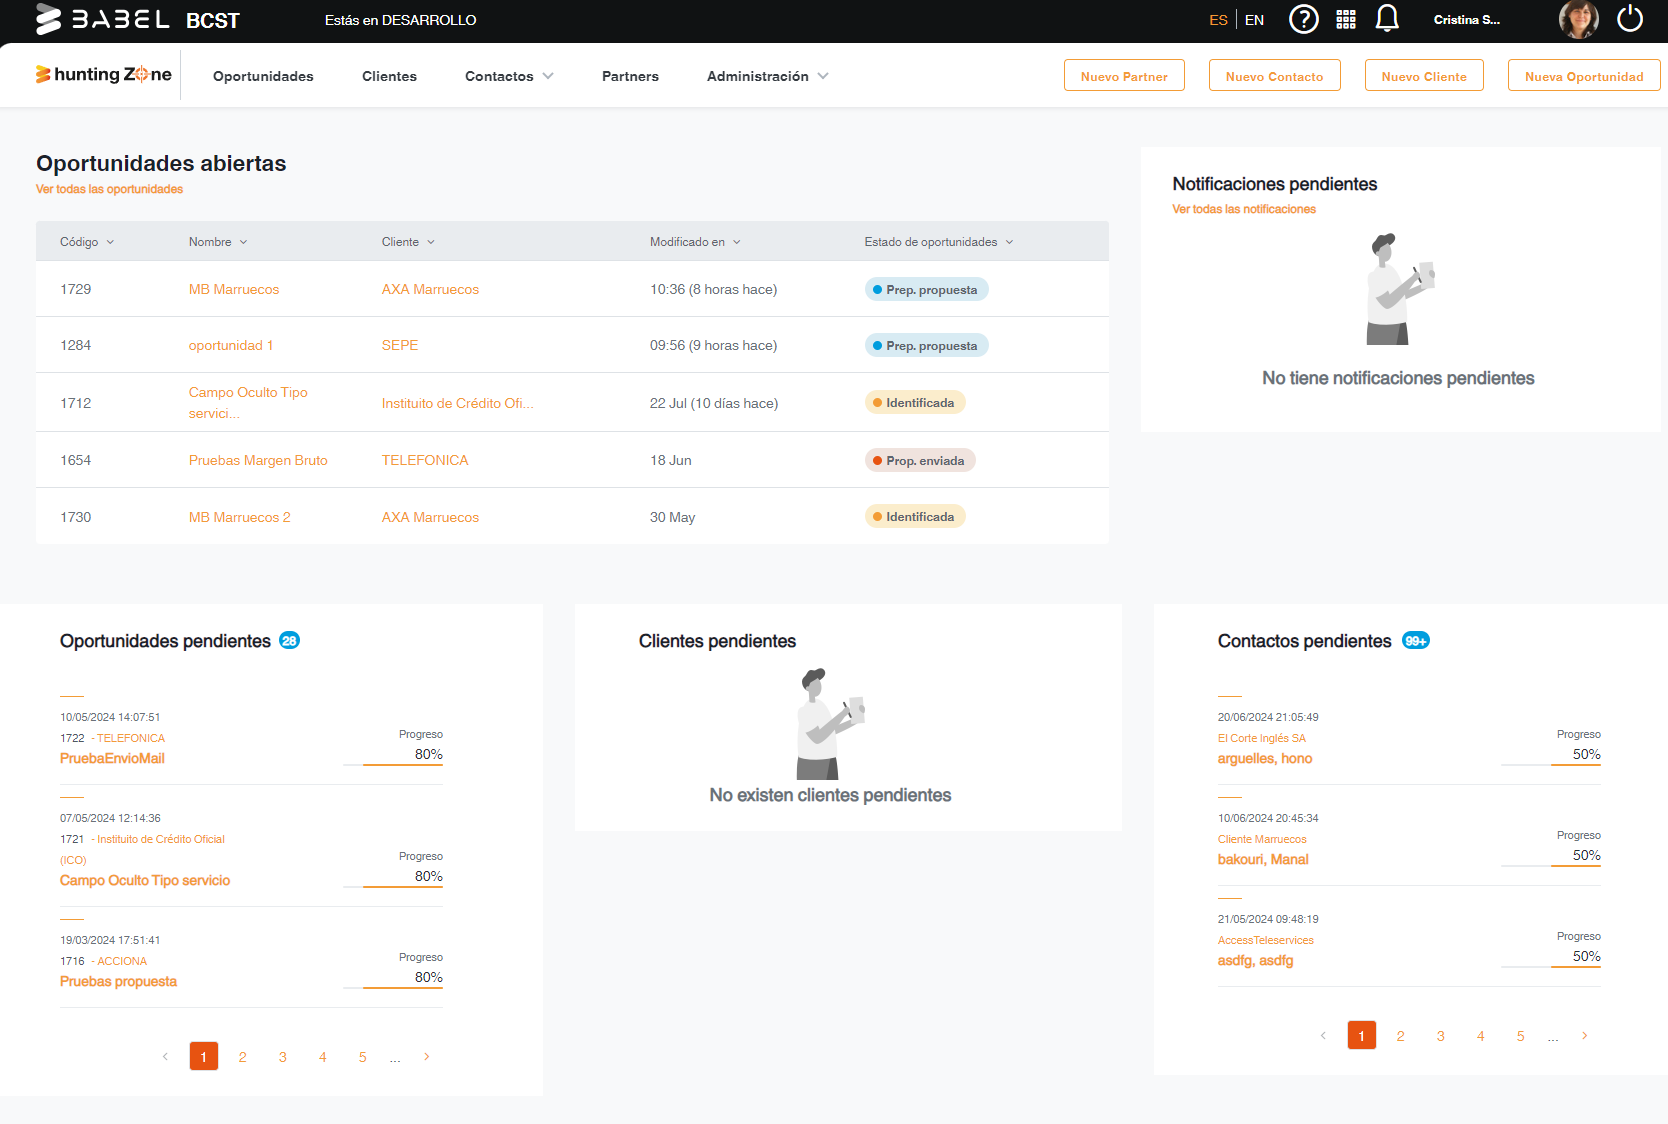 BABEL BCST
Estás en DESARROLLO
ES EN
Cristina S...
hunting Zone
Oportunidades
Clientes
Contactos
Partners
Administración
Nuevo Partner
Nuevo Contacto
Nuevo Cliente
Nueva Oportunidad
Oportunidades abiertas
Ver todas las oportunidades
Código Nombre Cliente Modificado en Estado de oportunidades
1729 MB Marruecos AXA Marruecos 10:36 (8 horas hace) Prep. propuesta
1284 oportunidad 1 SEPE 09:56 (9 horas hace) Prep. propuesta
Campo Oculto Tipo
1712 servici... Instituito de Crédito Ofi... 22 Jul (10 días hace) Identificada
1654 Pruebas Margen Bruto TELEFONICA 18 Jun Prop. enviada
1730 MB Marruecos 2 AXA Marruecos 30 May Identificada
Notificaciones pendientes
Ver todas las notificaciones
No tiene notificaciones pendientes
Oportunidades pendientes 28
10/05/2024 14:07:51
1722 - TELEFONICA
PruebaEnvioMail
Progreso
80%
07/05/2024 12:14:36
1721 - Instituito de Crédito Oficial
(ICO)
Campo Oculto Tipo servicio
Progreso
80%
19/03/2024 17:51:41
1716 - ACCIONA
Pruebas propuesta
Progreso
80%
‹ 1 2 3 4 5 ... ›
Clientes pendientes
No existen clientes pendientes
Contactos pendientes 99+
20/06/2024 21:05:49
El Corte Inglés SA
arguelles, hono
Progreso
50%
10/06/2024 20:45:34
Cliente Marruecos
bakouri, Manal
Progreso
50%
21/05/2024 09:48:19
AccessTeleservices
asdfg, asdfg
Progreso
50%
‹ 1 2 3 4 5 ... ›